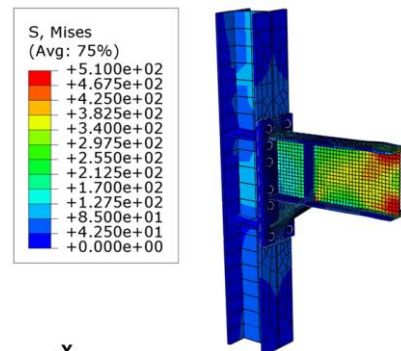 S, Mises
(Avg: 75%)
+5.100e+02
+4.675e+02
+4.250e+02
+3.825e+02
+3.400e+02
+2.975e+02
+2.550e+02
+2.125e+02
+1.700e+02
+1.275e+02
+8.500e+01
+4.250e+01
+0.000e+00